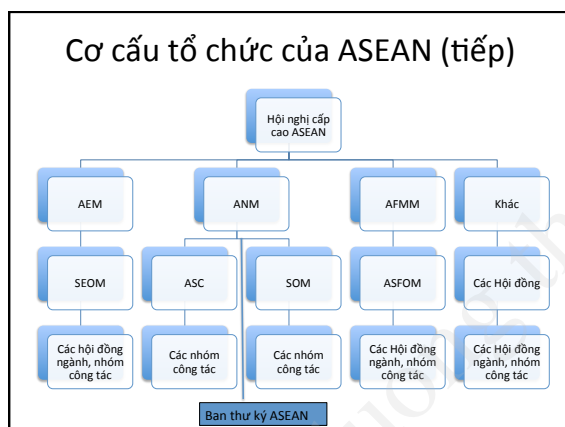 Cơ cấu tổ chức của ASEAN (tiếp)
Hội nghị cấp
cao ASEAN
AEM
ANM
AFMM
Khác
SEOM
ASC
SOM
ASFOM
Các Hội đồng
Các hội đồng
ngành, nhóm
công tác
Các nhóm
công tác
Các nhóm
công tác
Các Hội đồng
ngành, nhóm
công tác
Các Hội đồng
ngành, nhóm
công tác
Ban thư ký ASEAN